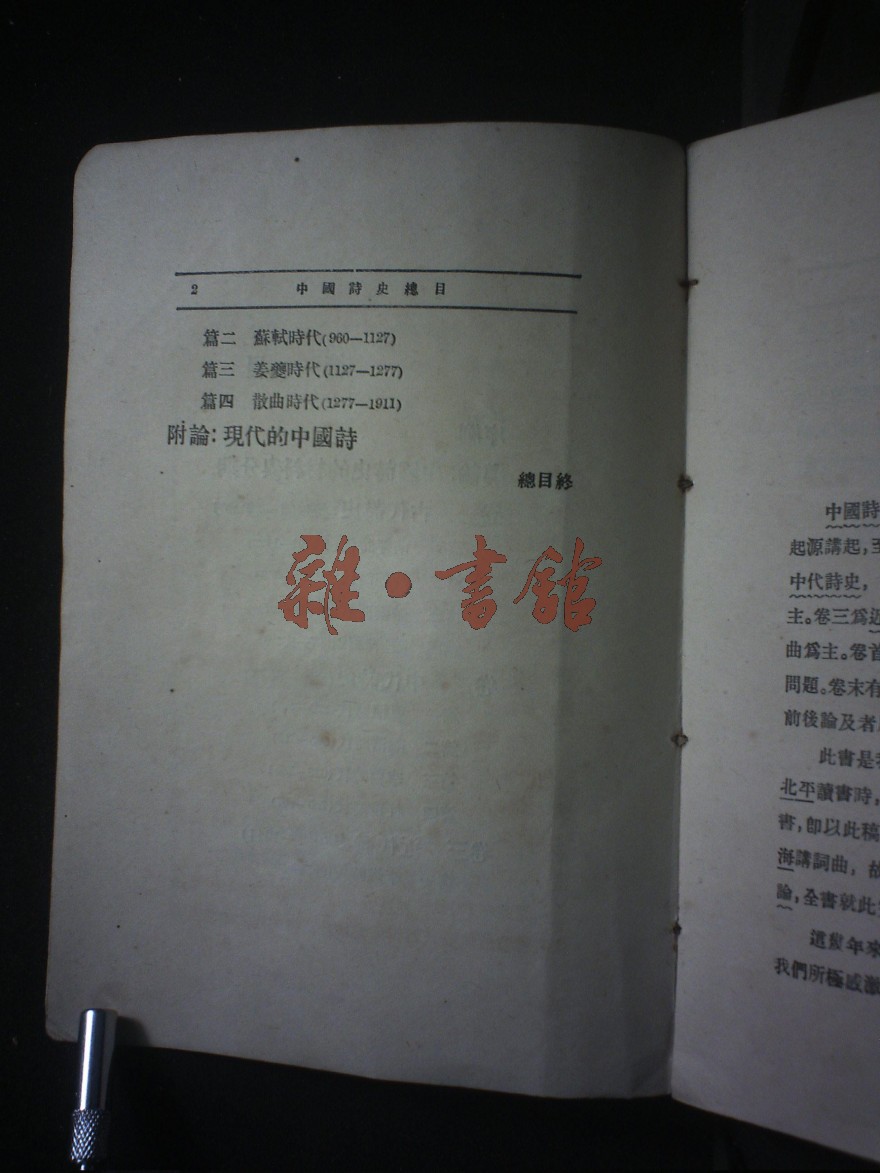 2 中國詩史總目
篇二 蘇軾時代(960—1127)
篇三 姜夔時代(1127—1277)
篇四 散曲時代(1277—1911)
附論：現代的中國詩
總目終
雜·書館
中國詩
起源講起，至
中代詩史，
主。卷三爲近
曲爲主。卷首
問題。卷末有
前後論及者
此書是
北平讀書時，
書，卽以此稿
海講詞曲，故
論，全書就此
這幾年來
我們所極感激